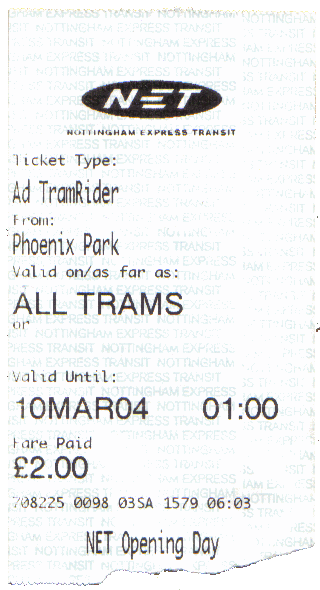 NET
NOTTINGHAM EXPRESS TRANSIT
Ticket Type:
Ad TramRider
From:
Phoenix Park
Valid on/as far as:
ALL TRAMS
or
Valid Until:
10MAR04 01:00
Fare Paid
£2.00
708225 0098 03SA 1579 06:03
NET Opening Day